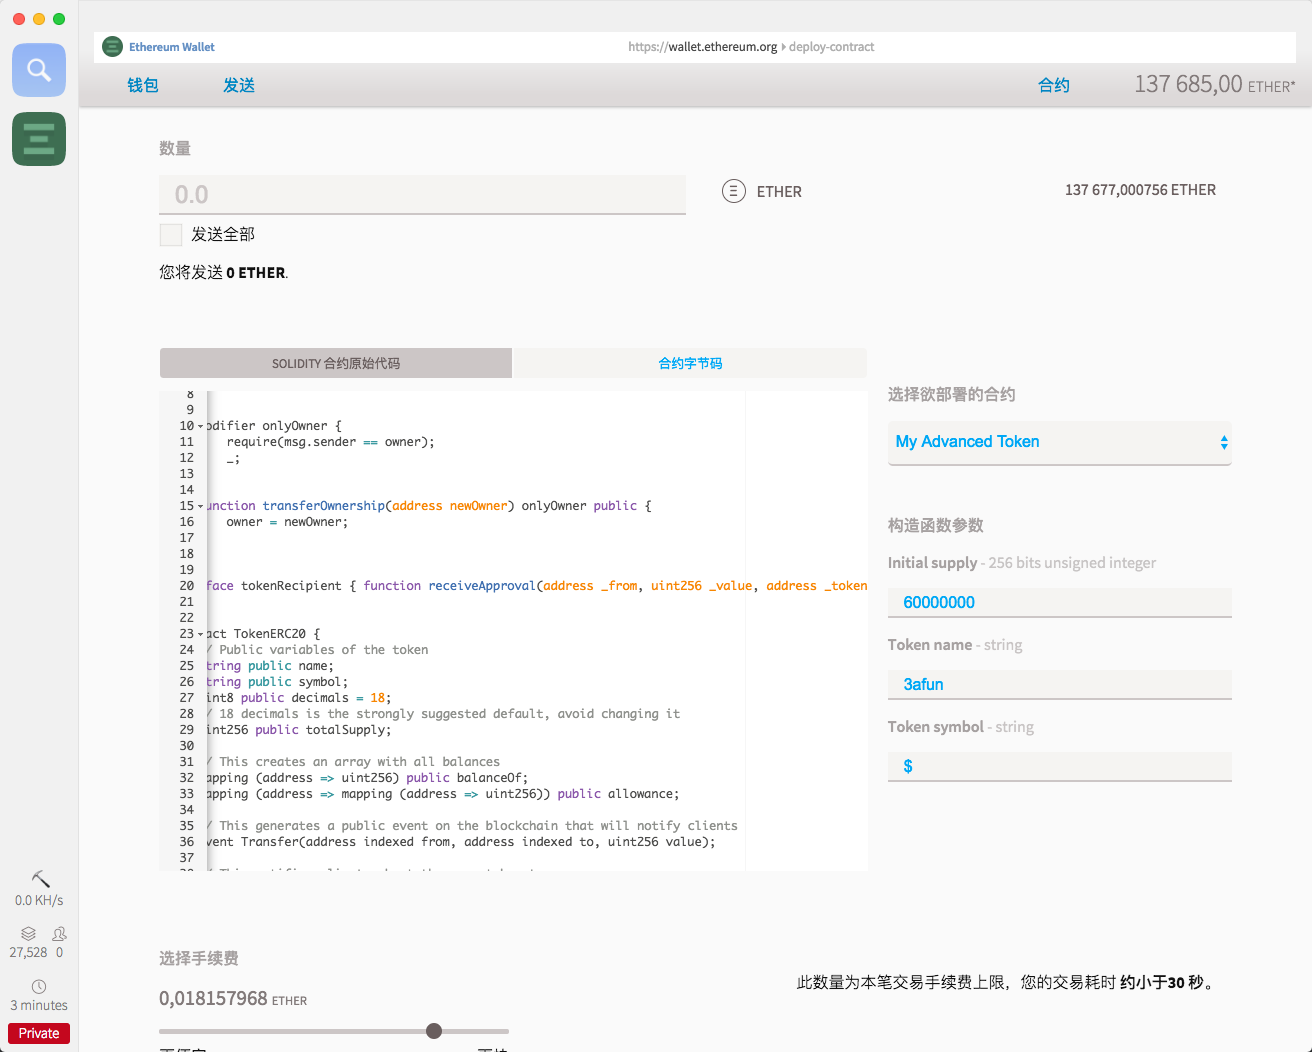 Ethereum Wallet
https://wallet.ethereum.org deploy-contract
钱包 发送 合约 137 685,00 ETHER*
数量
0.0 ETHER 137 677,000756 ETHER
发送全部
您将发送 0 ETHER.
SOLIDITY 合约原始代码 合约字节码
8
9
10 odifier onlyOwner {
11 require(msg.sender == owner);
12 _;
13
14
15 unction transferOwnership(address newOwner) onlyOwner public {
16 owner = newOwner;
17
18
19
20 face tokenRecipient { function receiveApproval(address _from, uint256 _value, address _token
21
22
23 act TokenERC20 {
24 / Public variables of the token
25 tring public name;
26 tring public symbol;
27 int8 public decimals = 18;
28 / 18 decimals is the strongly suggested default, avoid changing it
29 int256 public totalSupply;
30
31 / This creates an array with all balances
32 apping (address => uint256) public balanceOf;
33 apping (address => mapping (address => uint256)) public allowance;
34
35 / This generates a public event on the blockchain that will notify clients
36 vent Transfer(address indexed from, address indexed to, uint256 value);
37
选择欲部署的合约
My Advanced Token
构造函数参数
Initial supply - 256 bits unsigned integer
60000000
Token name - string
3afun
Token symbol - string
$
选择手续费
0,018157968 ETHER
此数量为本笔交易手续费上限，您的交易耗时 约小于30 秒。
0.0 KH/s
27,528 0
3 minutes
Private